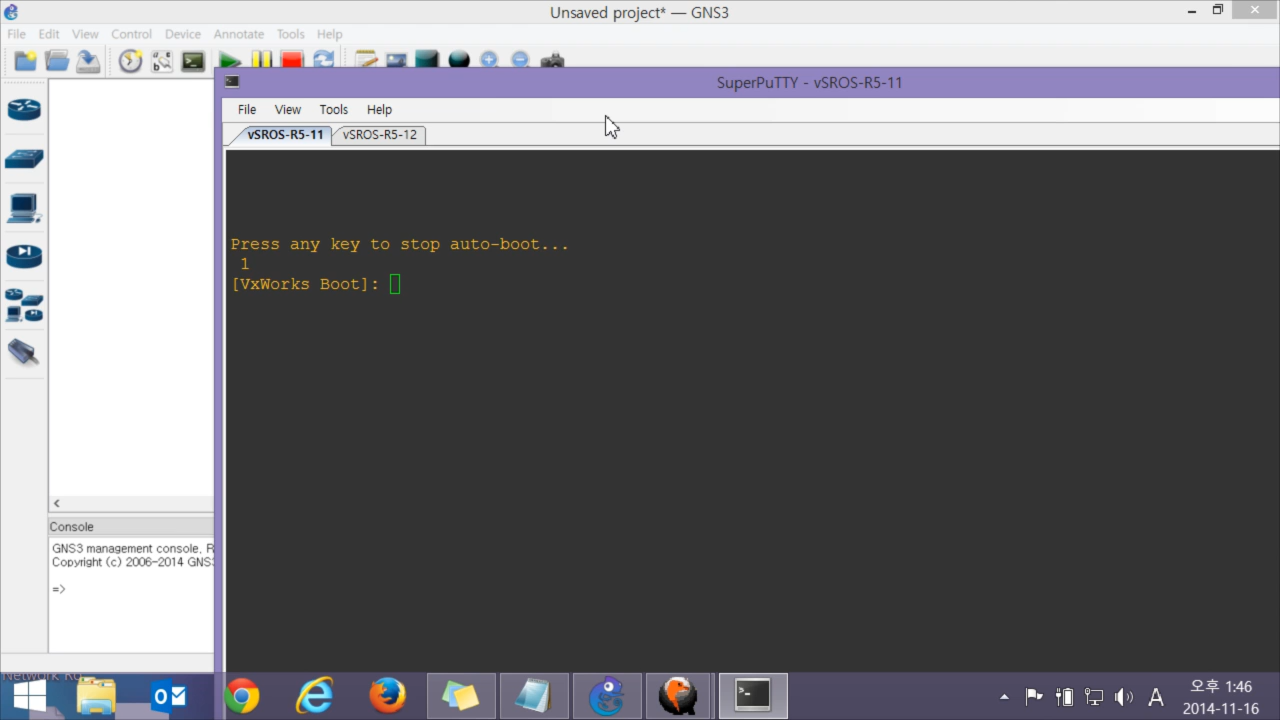 Unsaved project* — GNS3
File Edit View Control Device Annotate Tools Help
SuperPuTTY - vSROS-R5-11
File View Tools Help
vSROS-R5-11 vSROS-R5-12
Press any key to stop auto-boot...
1
[VxWorks Boot]:
Console
GNS3 management console.
Copyright (c) 2006-2014 GNS3
=>
A
오후 1:46
2014-11-16